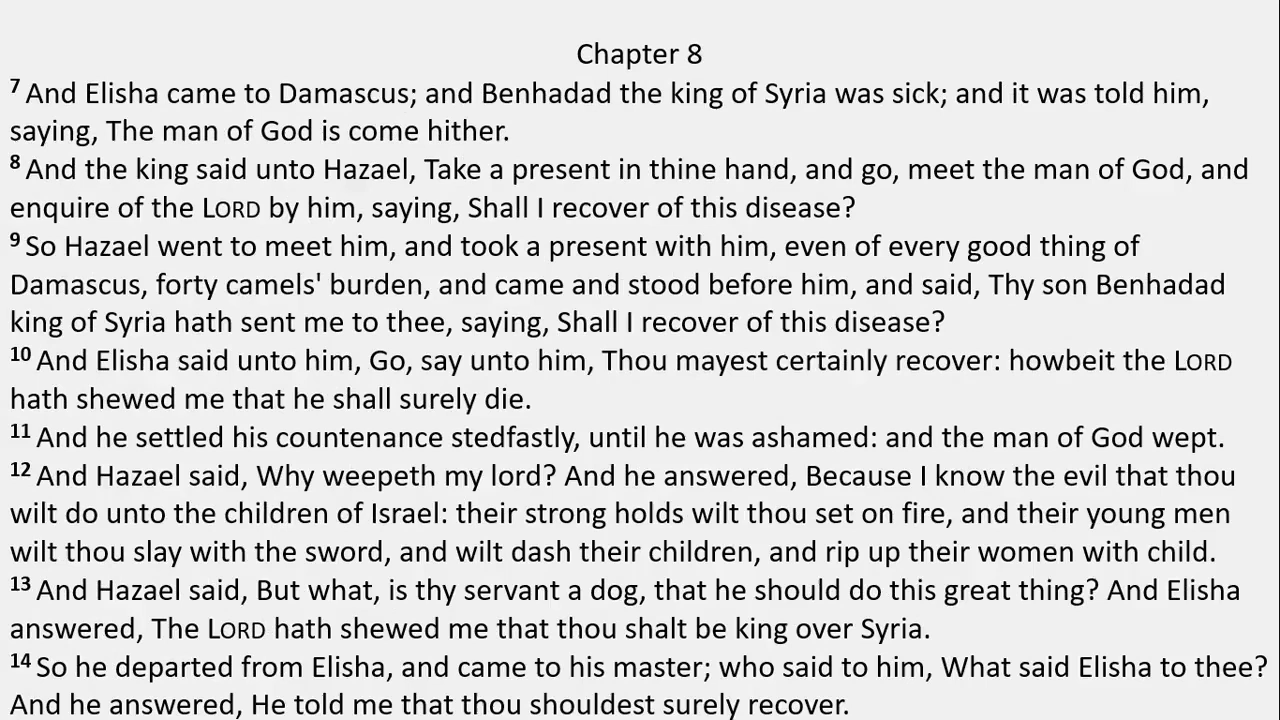 Chapter 8
7 And Elisha came to Damascus; and Benhadad the king of Syria was sick; and it was told him,
saying, The man of God is come hither.
8 And the king said unto Hazael, Take a present in thine hand, and go, meet the man of God, and
enquire of the LORD by him, saying, Shall I recover of this disease?
9 So Hazael went to meet him, and took a present with him, even of every good thing of
Damascus, forty camels' burden, and came and stood before him, and said, Thy son Benhadad
king of Syria hath sent me to thee, saying, Shall I recover of this disease?
10 And Elisha said unto him, Go, say unto him, Thou mayest certainly recover: howbeit the LORD
hath shewed me that he shall surely die.
11 And he settled his countenance stedfastly, until he was ashamed: and the man of God wept.
12 And Hazael said, Why weepeth my lord? And he answered, Because I know the evil that thou
wilt do unto the children of Israel: their strong holds wilt thou set on fire, and their young men
wilt thou slay with the sword, and wilt dash their children, and rip up their women with child.
13 And Hazael said, But what, is thy servant a dog, that he should do this great thing? And Elisha
answered, The LORD hath shewed me that thou shalt be king over Syria.
14 So he departed from Elisha, and came to his master; who said to him, What said Elisha to thee?
And he answered, He told me that thou shouldest surely recover.